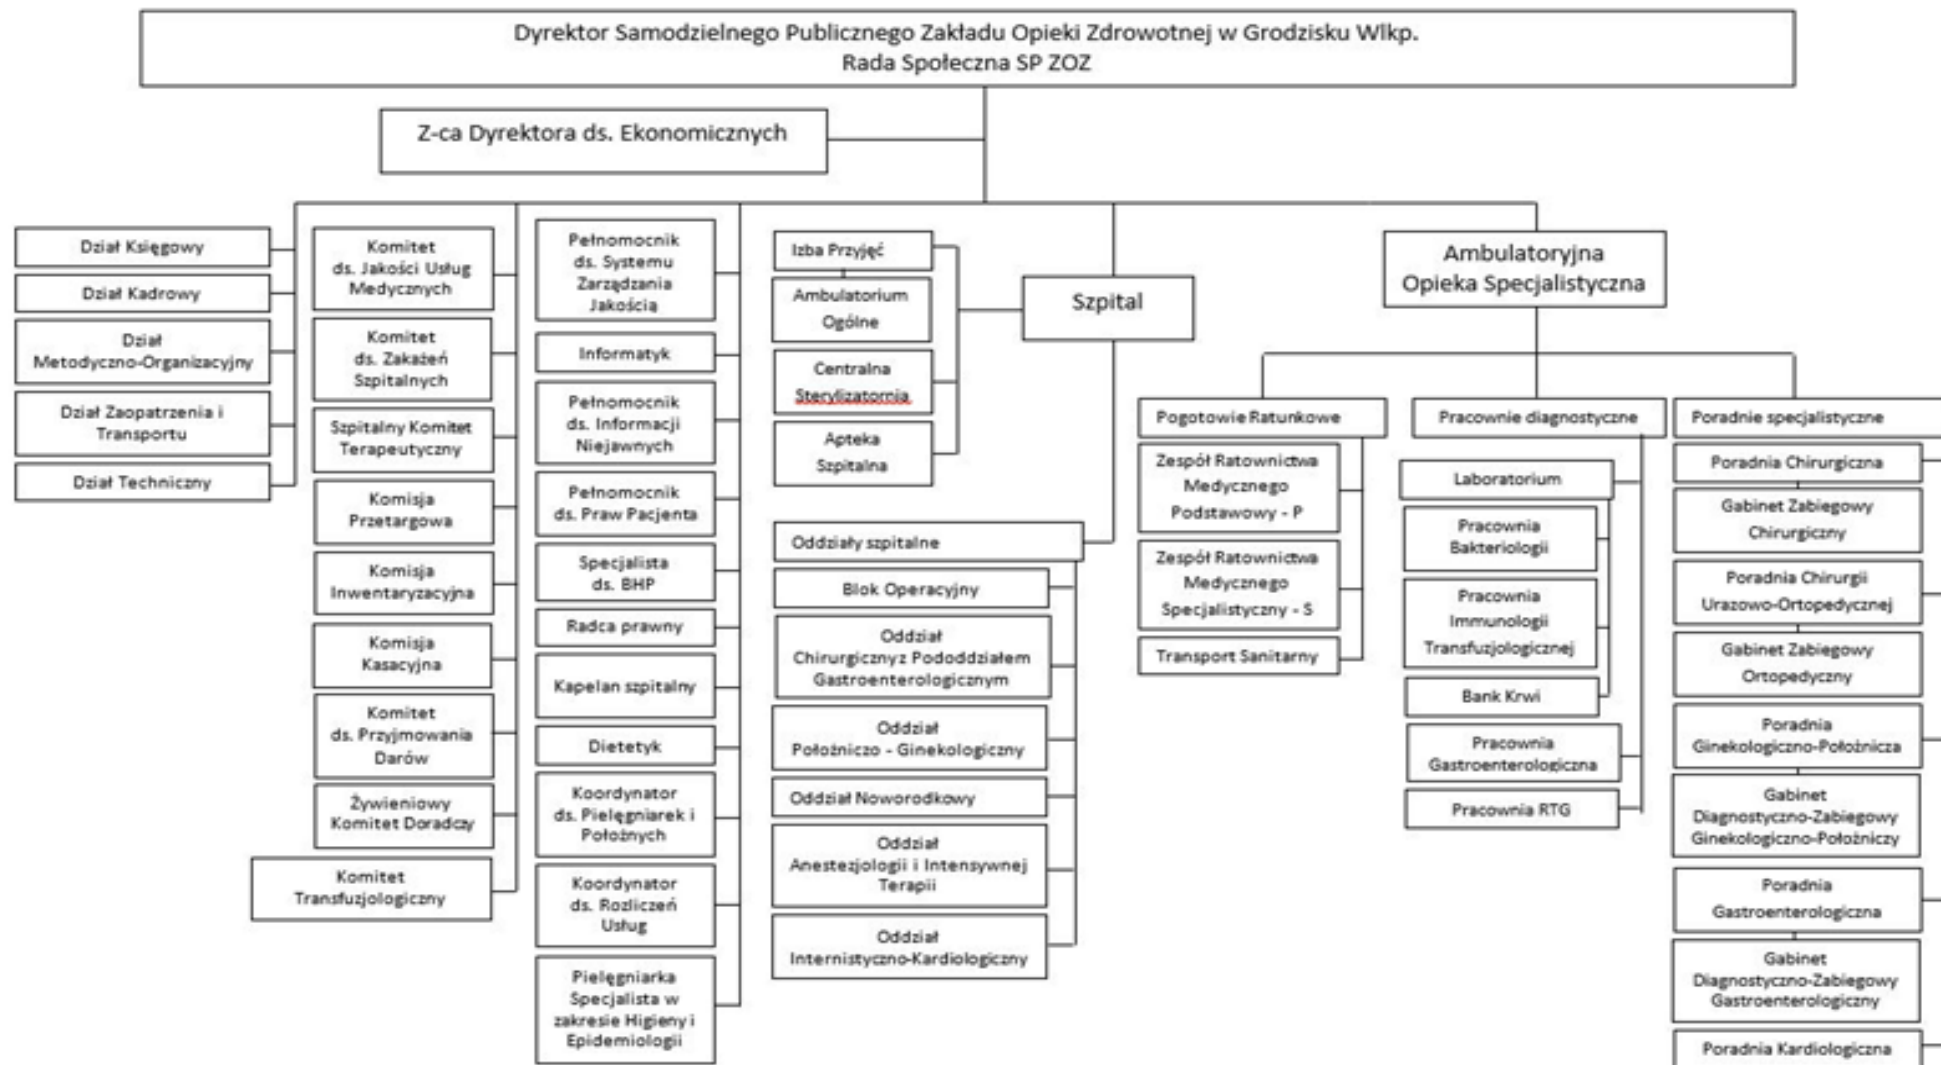 Dyrektor Samodzielnego Publicznego Zakładu Opieki Zdrowotnej w Grodzisku Wlkp.
Rada Społeczna SP ZOZ
Z-ca Dyrektora ds. Ekonomicznych
Dział Księgowy
Dział Kadrowy
Dział
Metodyczno-Organizacyjny
Dział Zaopatrzenia i
Transportu
Dział Techniczny
Komitet
ds. Jakości Usług
Medycznych
Komitet
ds. Zakażeń
Szpitalnych
Szpitalny Komitet
Terapeutyczny
Komisja
Przetargowa
Komisja
Inwentaryzacyjna
Komisja
Kasacyjna
Komitet
ds. Przyjmowania
Darów
Żywieniowy
Komitet Doradczy
Komitet
Transfuzjologiczny
Pełnomocnik
ds. Systemu
Zarządzania
Jakością
Informatyk
Pełnomocnik
ds. Informacji
Niejawnych
Pełnomocnik
ds. Praw Pacjenta
Specjalista
ds. BHP
Radca prawny
Kapelan szpitalny
Dietetyk
Koordynator
ds. Pielęgniarek i
Położnych
Koordynator
ds. Rozliczeń
Usług
Pielęgniarka
Specjalista w
zakresie Higieny i
Epidemiologii
Szpital
Izba Przyjęć
Ambulatorium
Ogólne
Centralna
Sterylizatornia
Apteka
Szpitalna
Oddziały szpitalne
Blok Operacyjny
Oddział
Chirurgiczny z Pododdziałem
Gastroenterologicznym
Oddział
Położniczo - Ginekologiczny
Oddział Noworodkowy
Oddział
Anestezjologii i Intensywnej
Terapii
Oddział
Internistyczno-Kardiologiczny
Ambulatoryjna
Opieka Specjalistyczna
Pogotowie Ratunkowe
Zespół Ratownictwa
Medycznego
Podstawowy - P
Zespół Ratownictwa
Medycznego
Specjalistyczny - S
Transport Sanitarny
Pracownie diagnostyczne
Laboratorium
Pracownia
Bakteriologii
Pracownia
Immunologii
Transfuzjologicznej
Bank Krwi
Pracownia
Gastroenterologiczna
Pracownia RTG
Poradnie specjalistyczne
Poradnia Chirurgiczna
Gabinet Zabiegowy
Chirurgiczny
Poradnia Chirurgii
Urazowo-Ortopedycznej
Gabinet Zabiegowy
Ortopedyczny
Poradnia
Ginekologiczno-Położnicza
Gabinet
Diagnostyczno-Zabiegowy
Ginekologiczno-Położniczy
Poradnia
Gastroenterologiczna
Gabinet
Diagnostyczno-Zabiegowy
Gastroenterologiczny
Poradnia Kardiologiczna